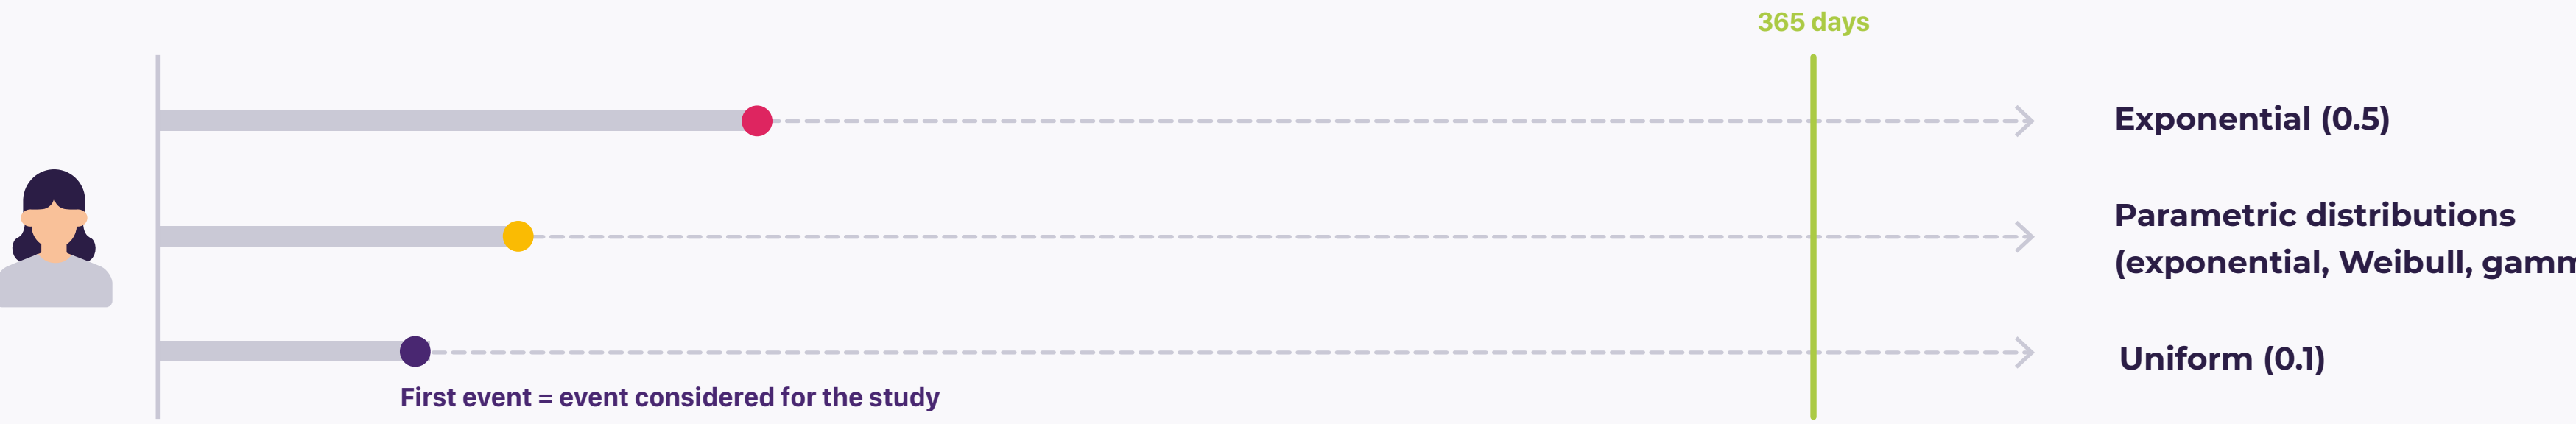 365 days
Exponential (0.5)
Parametric distributions
(exponential, Weibull, gamm
Uniform (0.1)
First event = event considered for the study